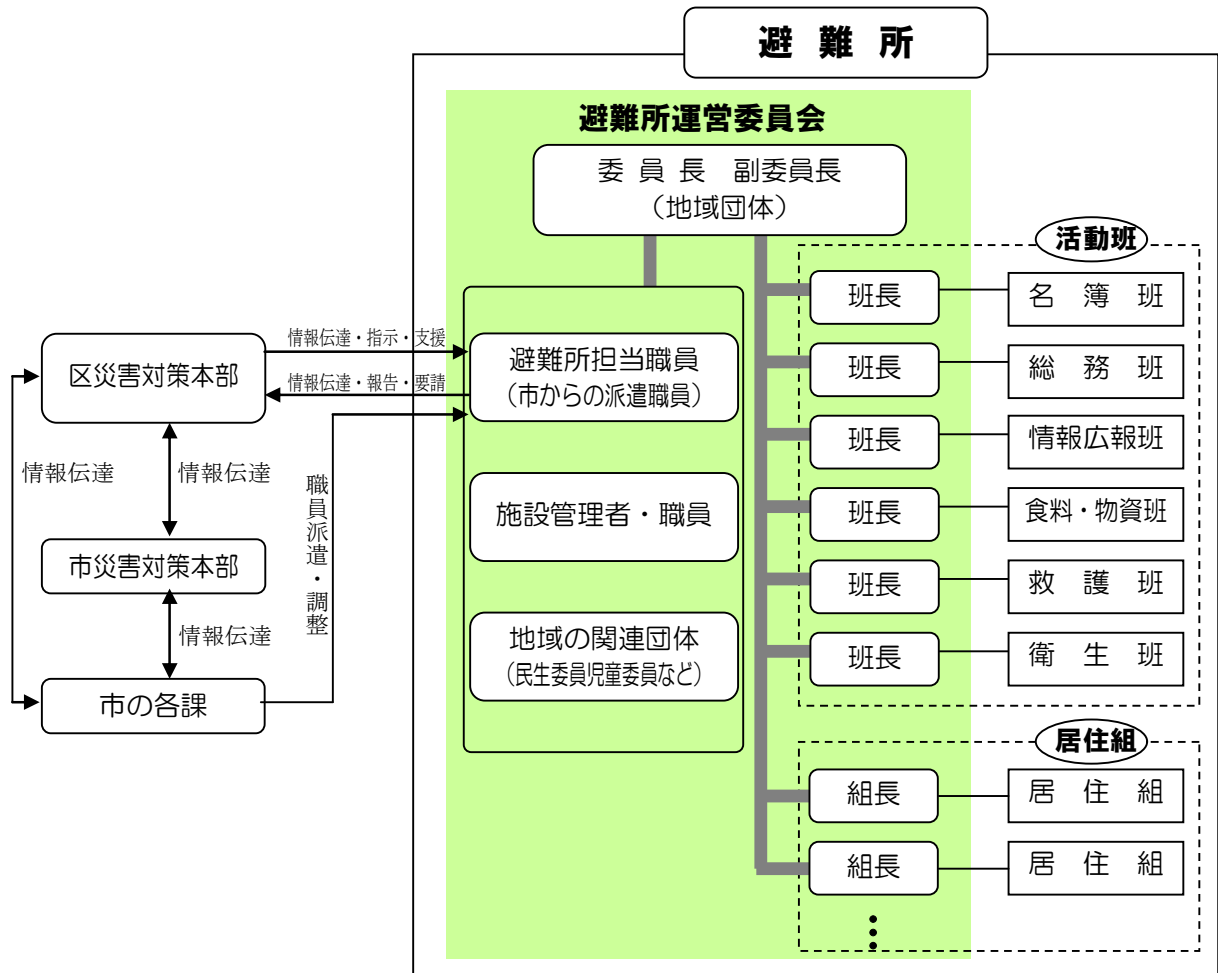 避 難 所
避難所運営委員会
委 員 長　副委員長
（地域団体）
活動班
班長
名 簿 班
班長
総 務 班
班長
情報広報班
班長
食料・物資班
班長
救 護 班
班長
衛 生 班
区災害対策本部
情報伝達・指示・支援
情報伝達・報告・要請
避難所担当職員
（市からの派遣職員）
情報伝達
情報伝達
職員派遣・調整
施設管理者・職員
市災害対策本部
情報伝達
地域の関連団体
（民生委員児童委員など）
市の各課
居住組
組長
居 住 組
組長
居 住 組